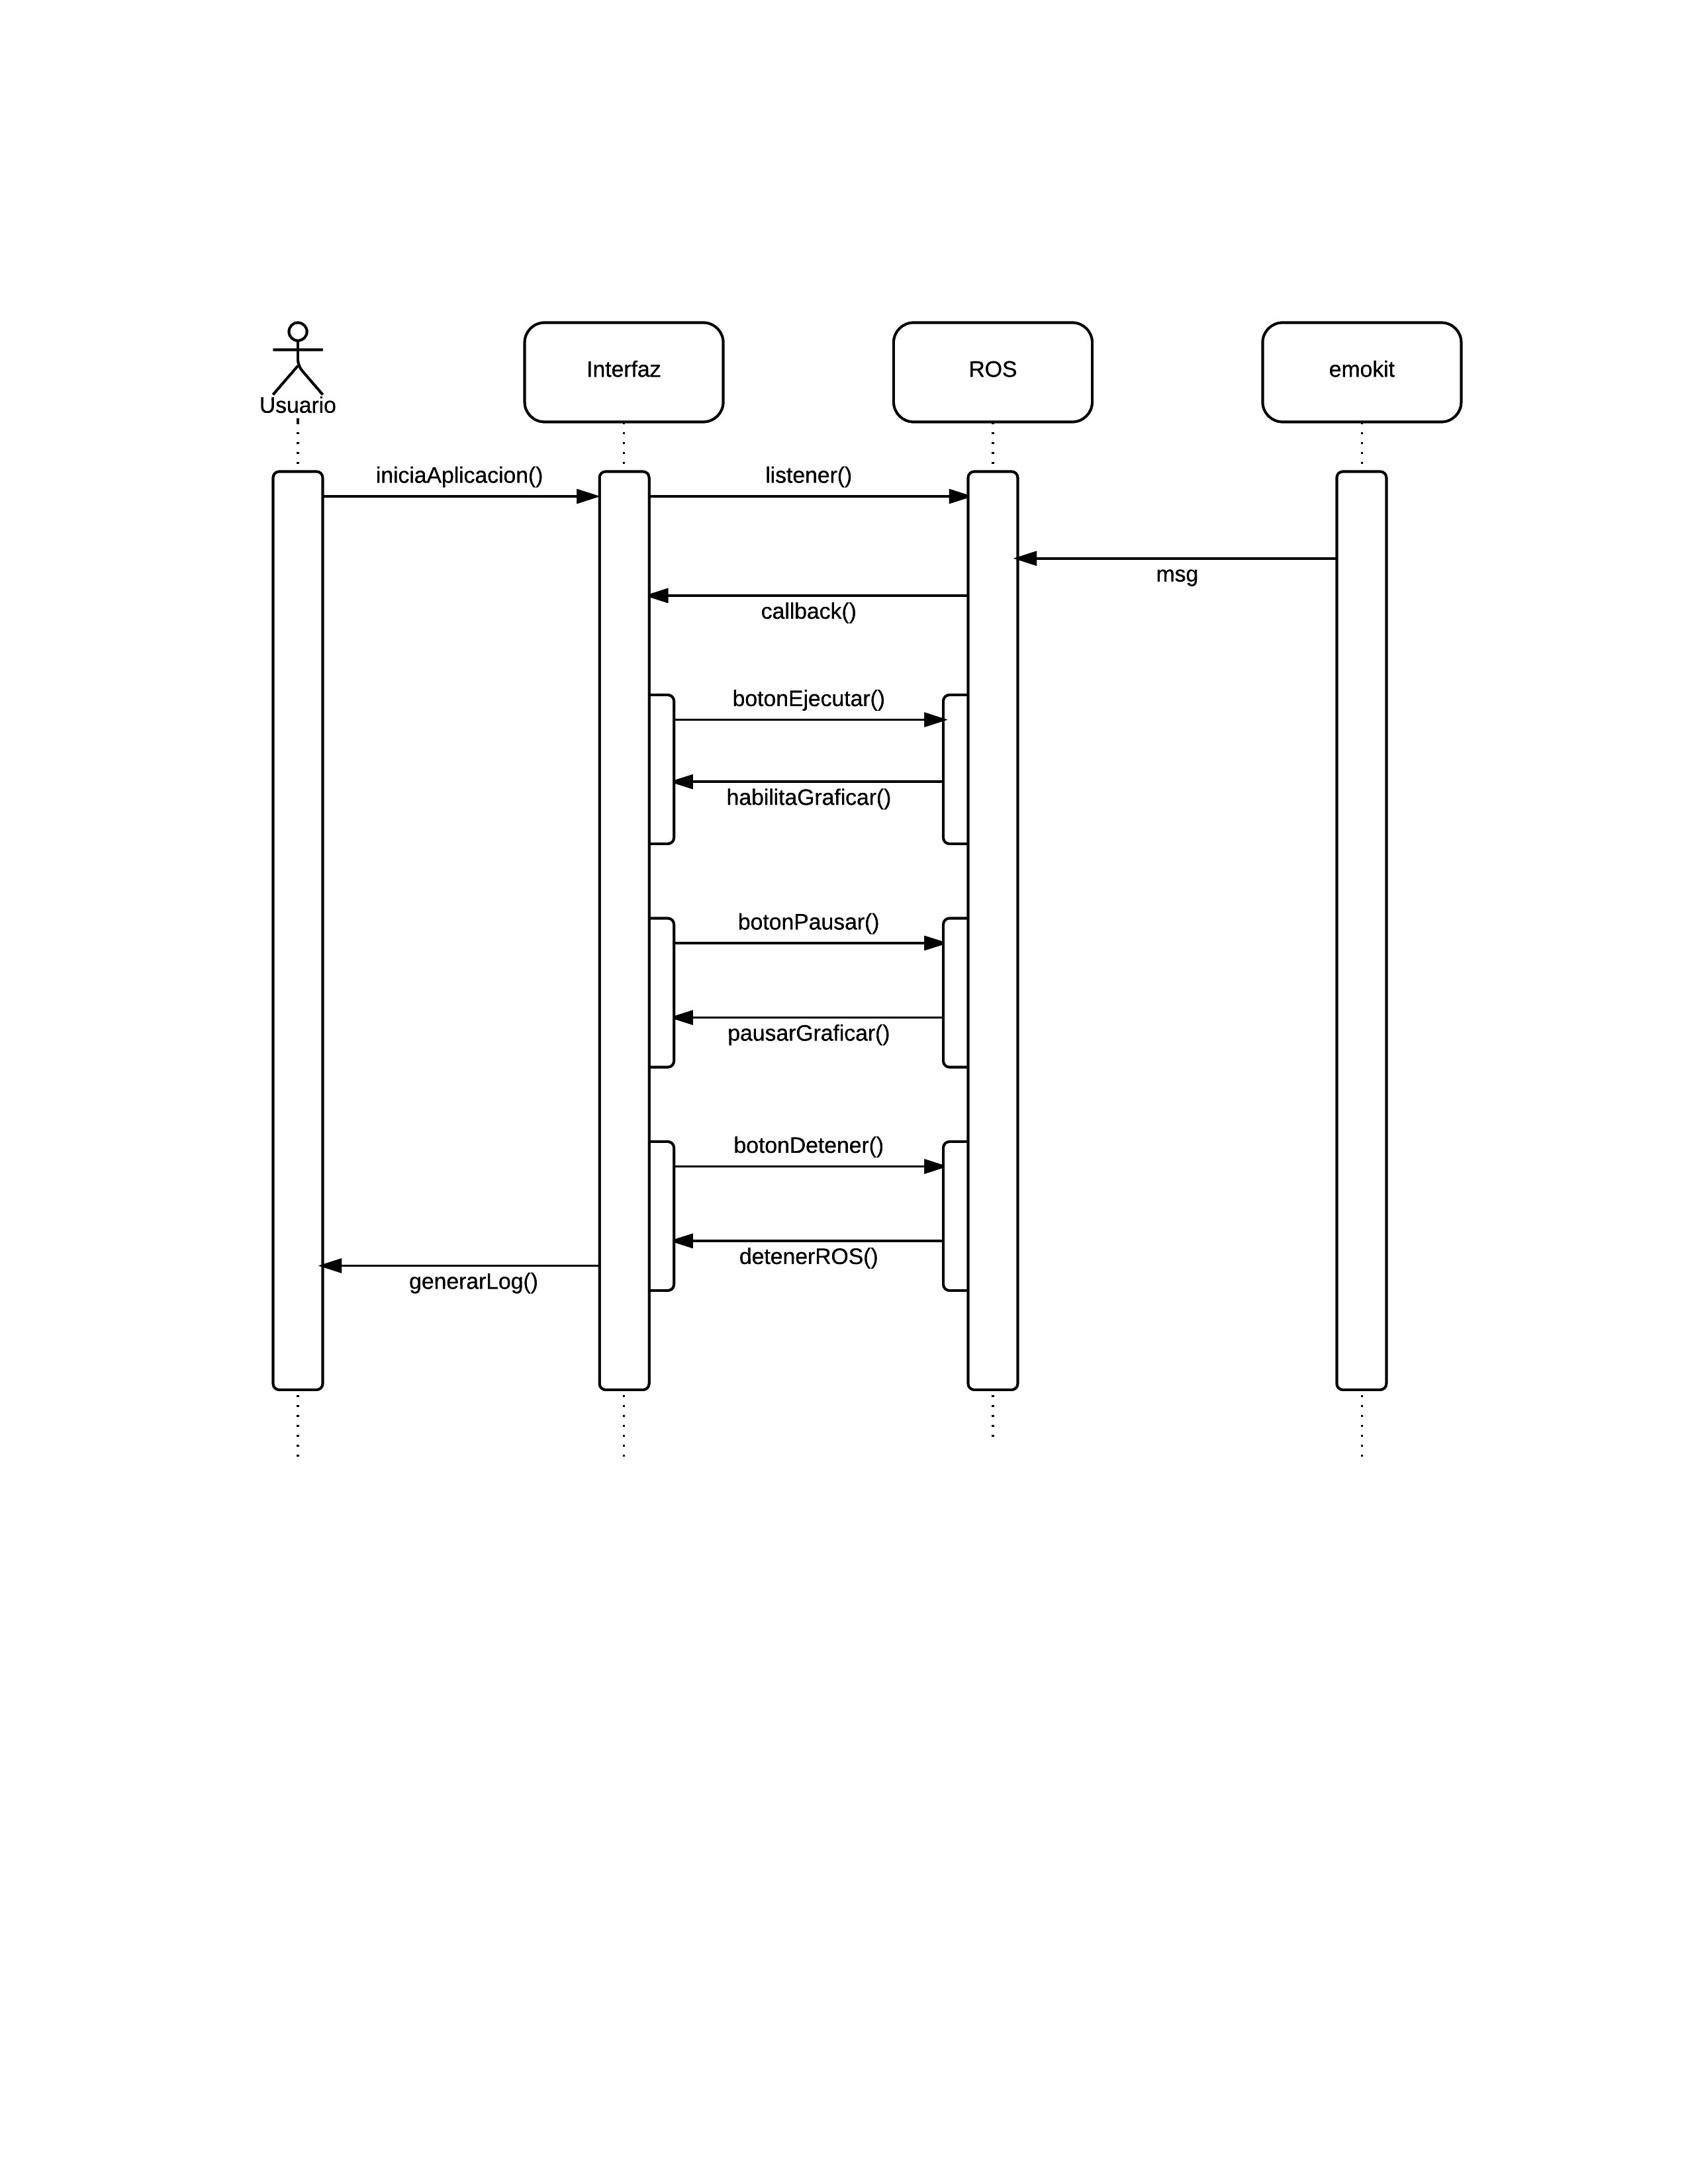 Usuario
Interfaz
ROS
emokit
iniciaAplicacion()
listener()
msg
callback()
botonEjecutar()
habilitaGraficar()
botonPausar()
pausarGraficar()
botonDetener()
detenerROS()
generarLog()